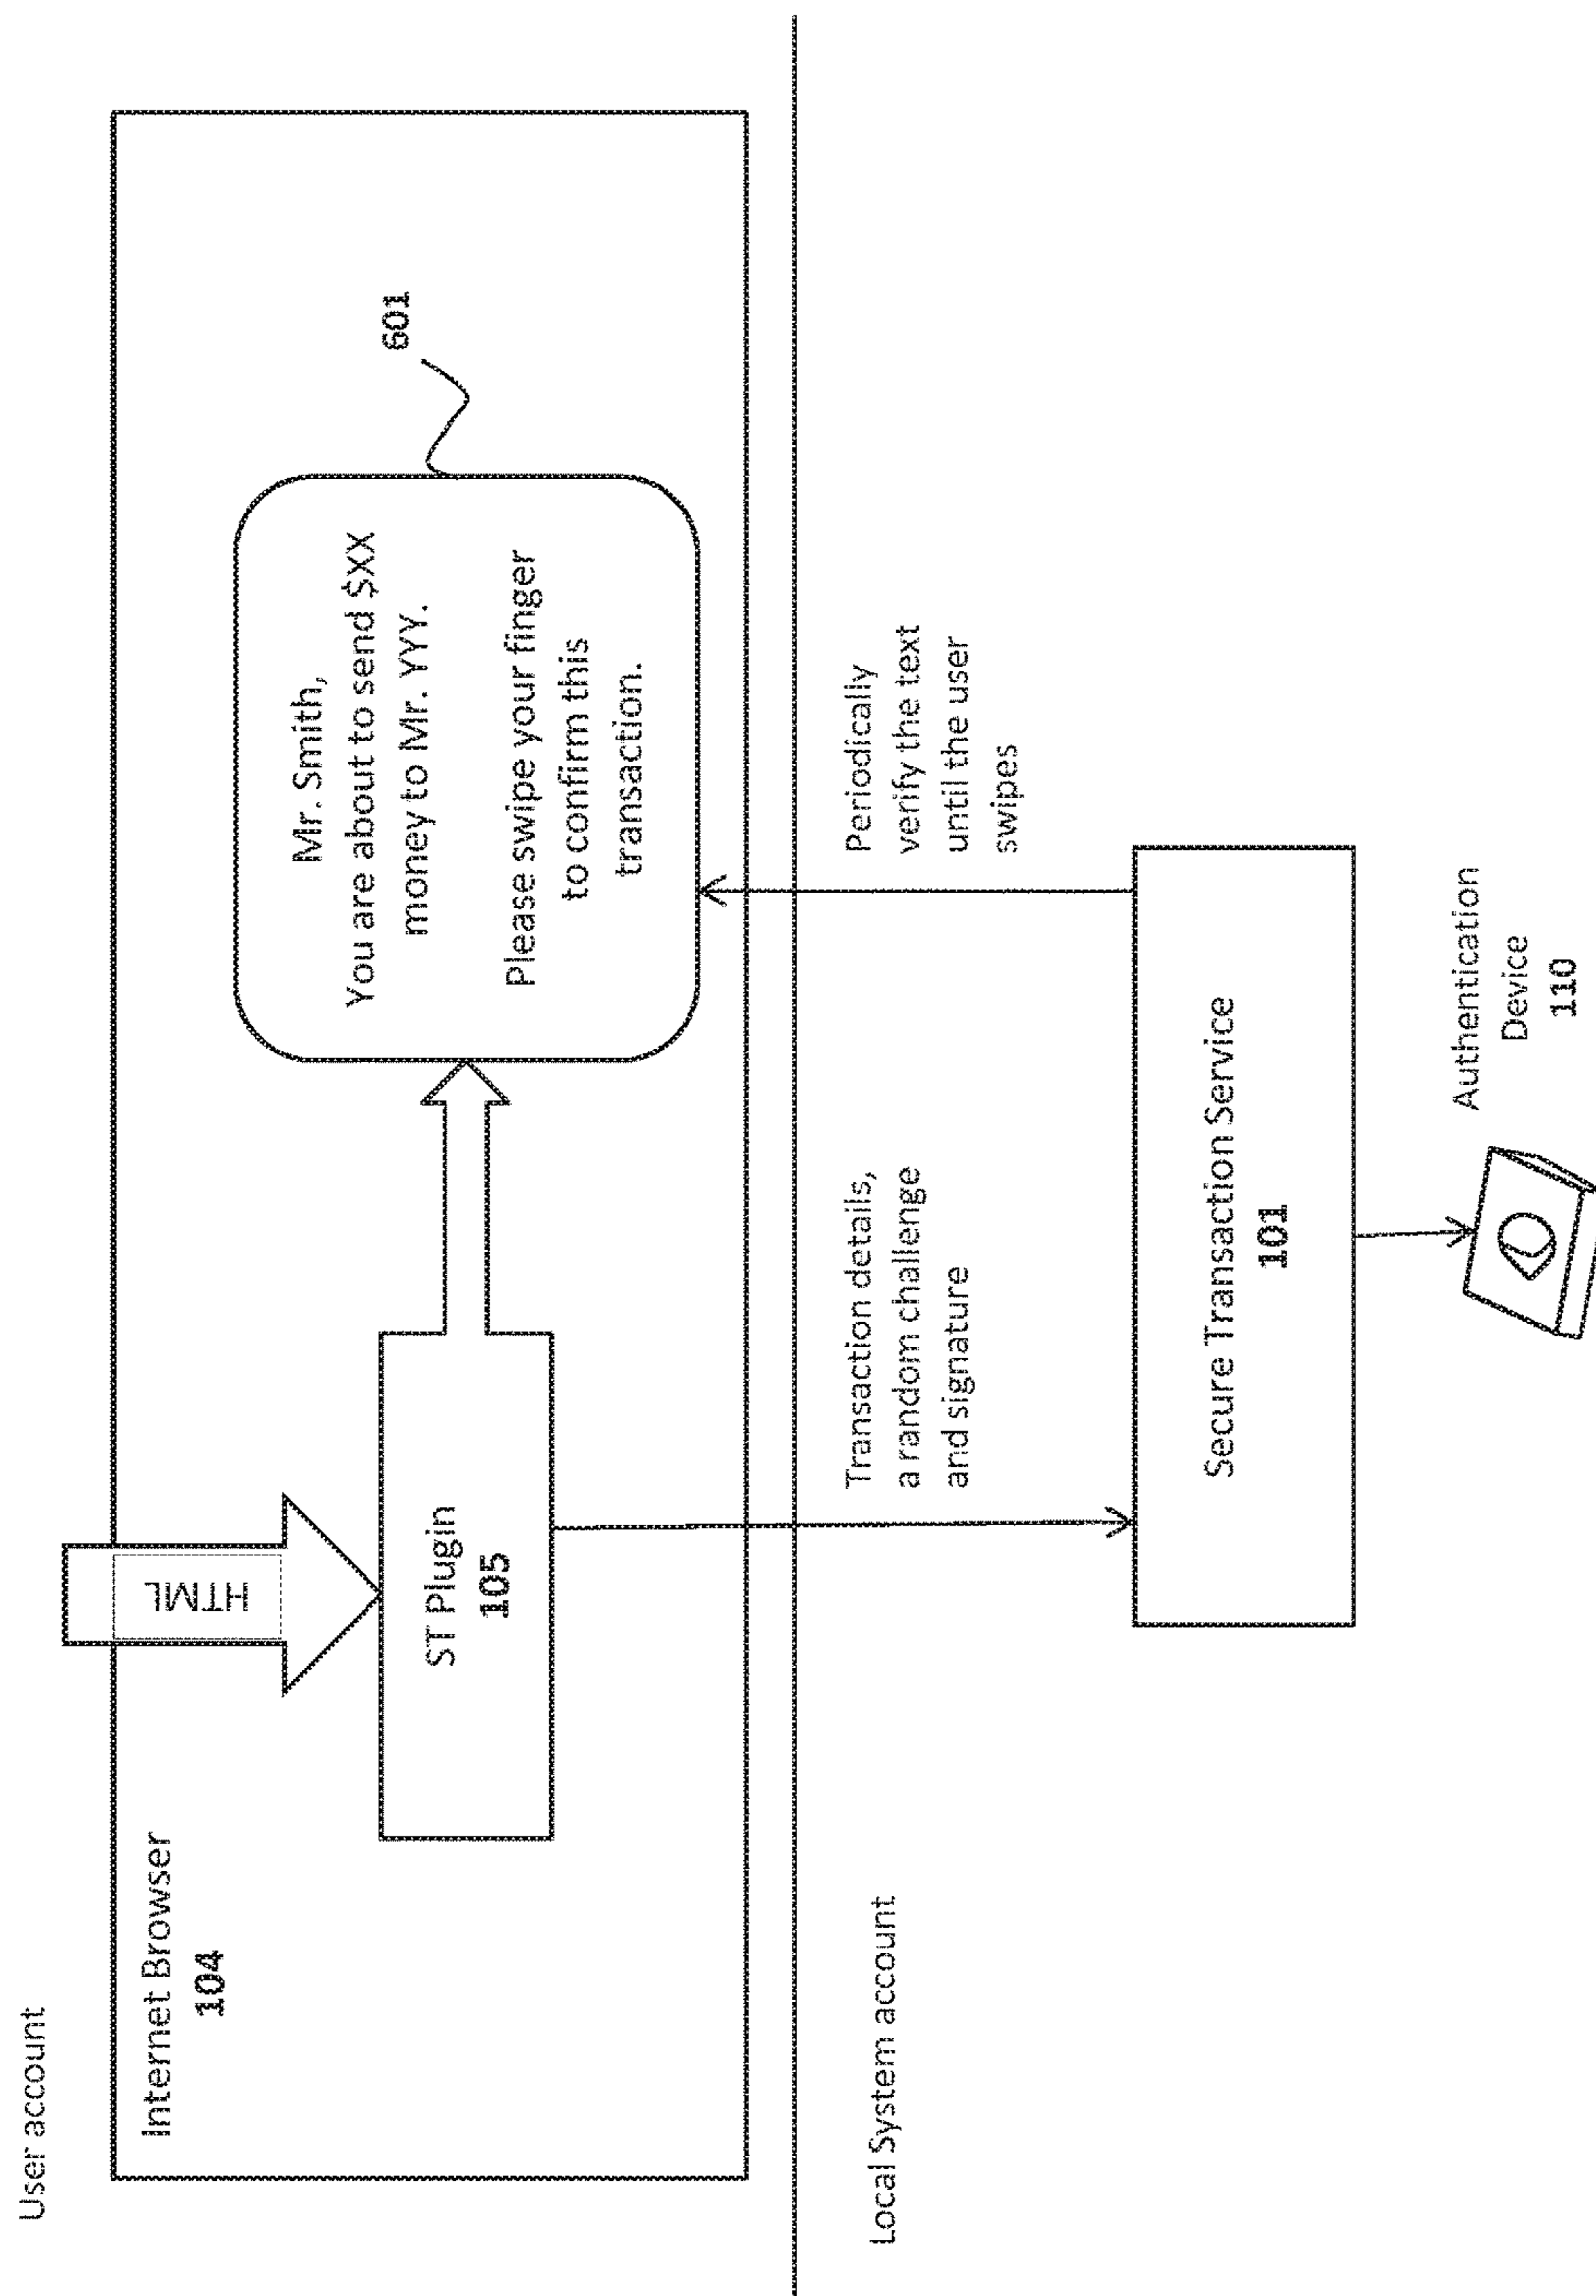 User account
Internet Browser
104
HTML
ST Plugin
105
Mr. Smith,
You are about to send $XX
money to Mr. YYY.
Please swipe your finger
to confirm this
transaction.
601
Local System account
Transaction details,
a random challenge
and signature
Periodically
verify the text
until the user
swipes
Secure Transaction Service
101
Authentication
Device
110